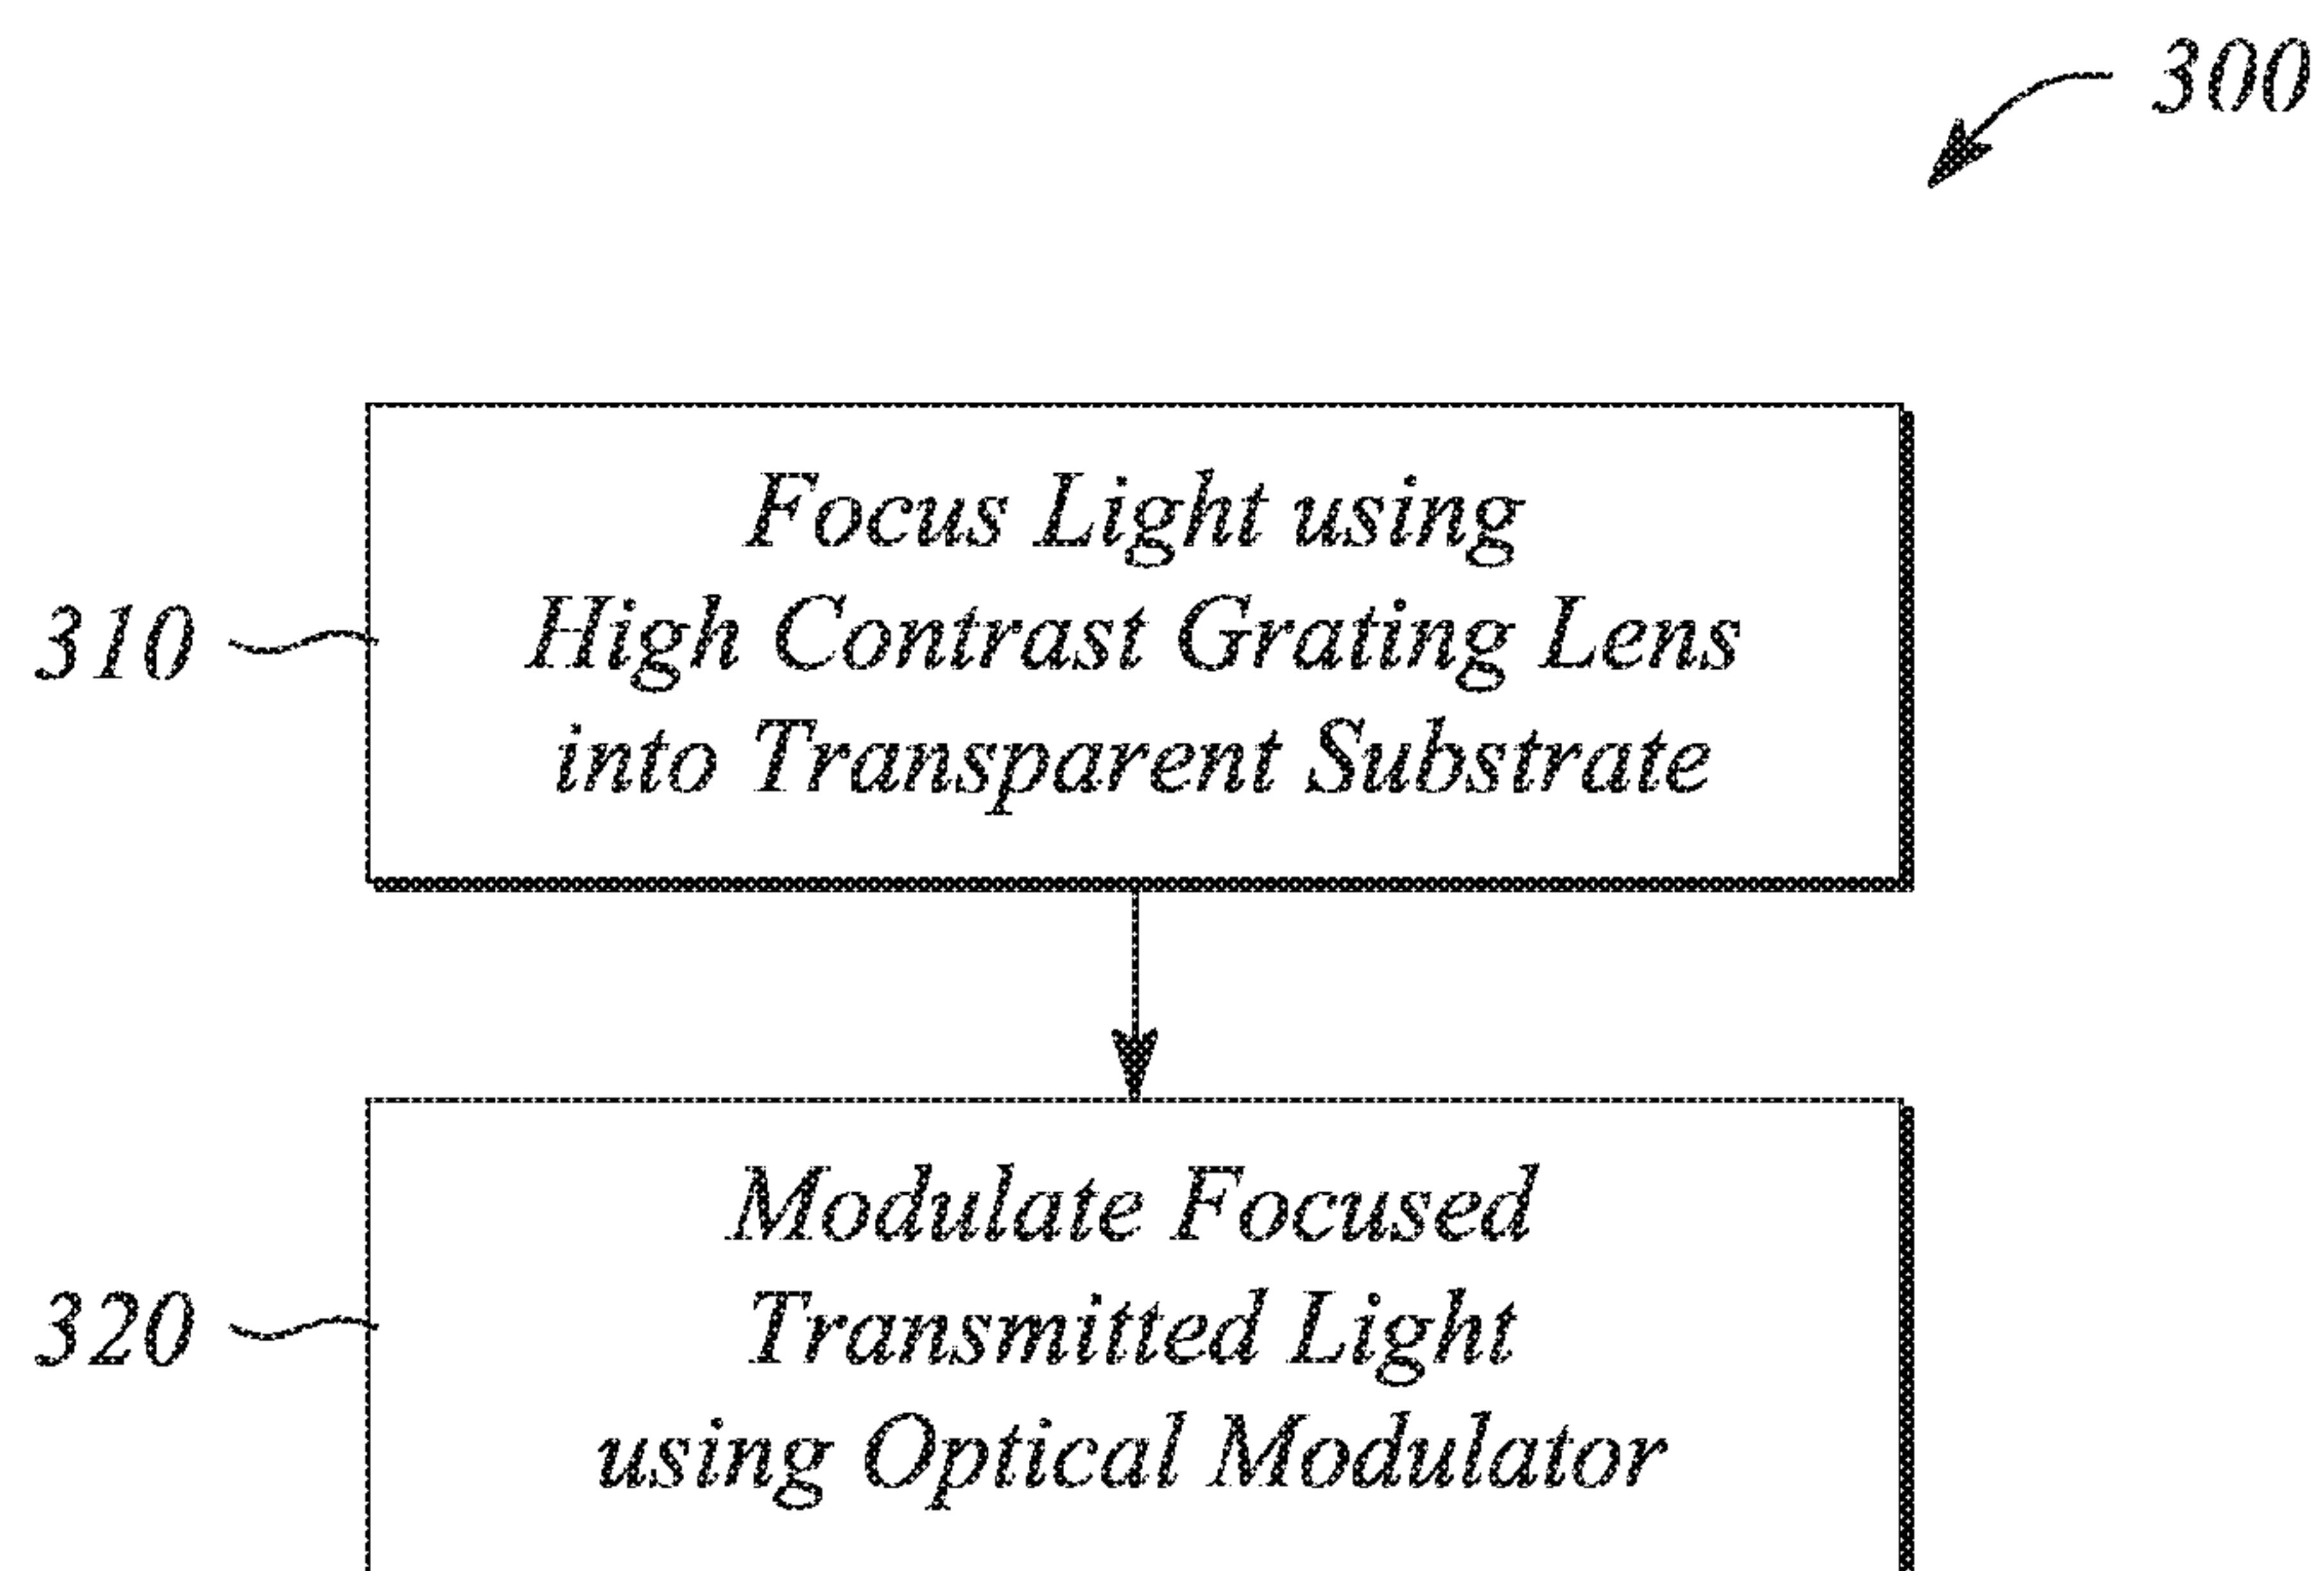 300
Focus Light using
High Contrast Grating Lens
into Transparent Substrate
310
Modulate Focused
Transmitted Light
using Optical Modulator
320